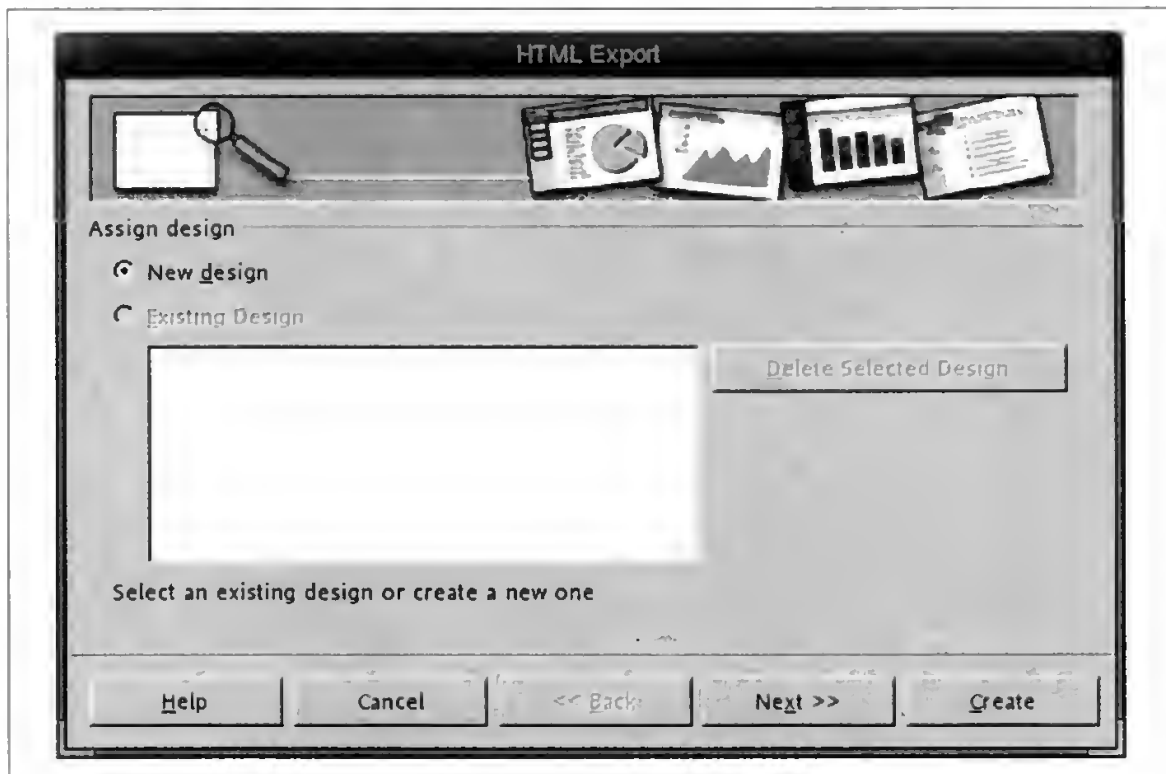 HTML Export
Assign design
New design
Existing Design
Delete Selected Design
Select an existing design or create a new one
Help
Cancel
<< Back
Next >>
Create